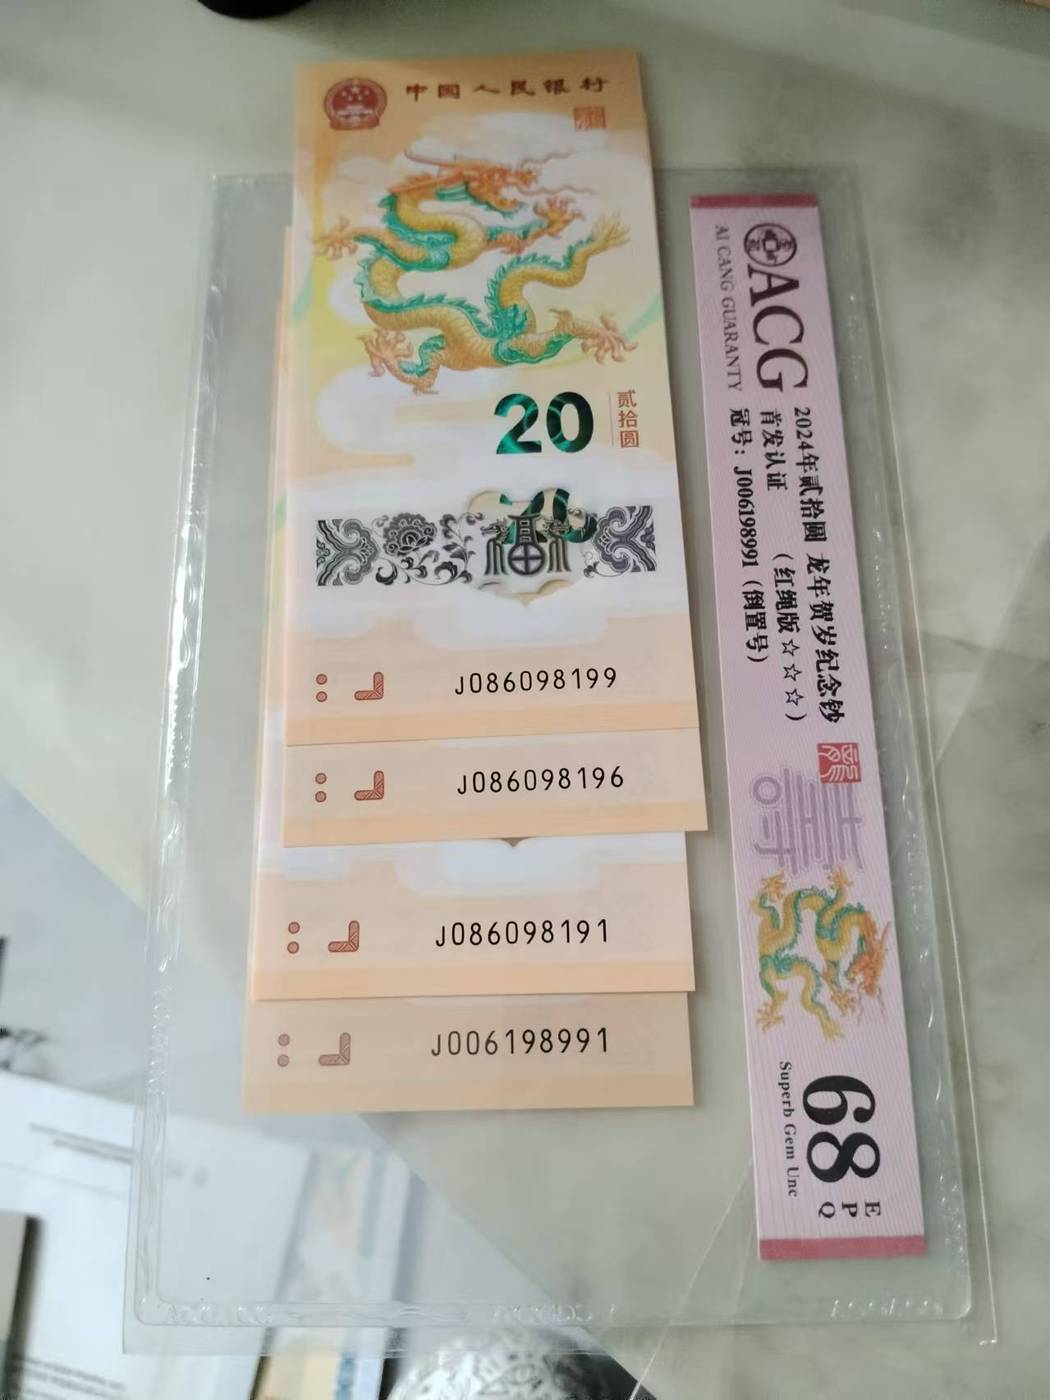 中国人民银行
20
贰拾圆
J086098199
J086098196
J086098191
J006198991
ACG
AI CANG GUARANTY
2024年贰拾圆 龙年贺岁纪念钞
首发认证 (红绳版☆☆☆)
冠号：J006198991 (倒置号)
68
EPQ
Superb Gem Unc